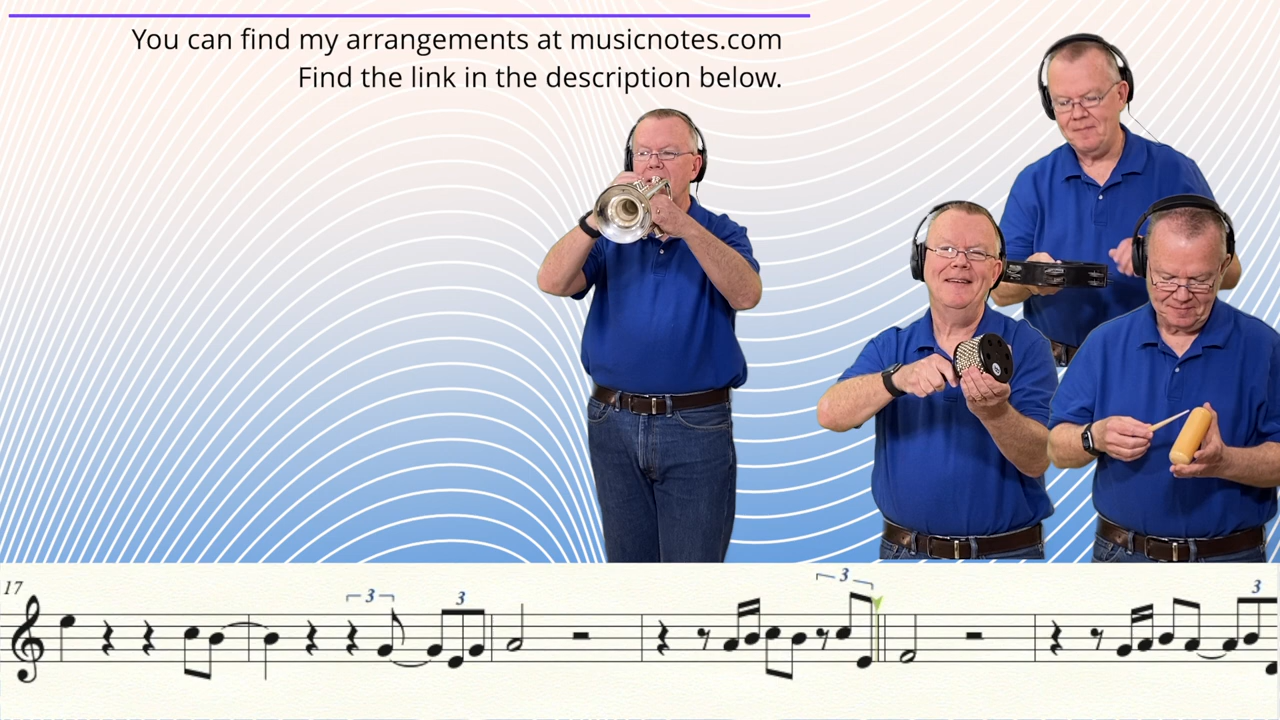 You can find my arrangements at musicnotes.com
Find the link in the description below.
17
3
3
3
3